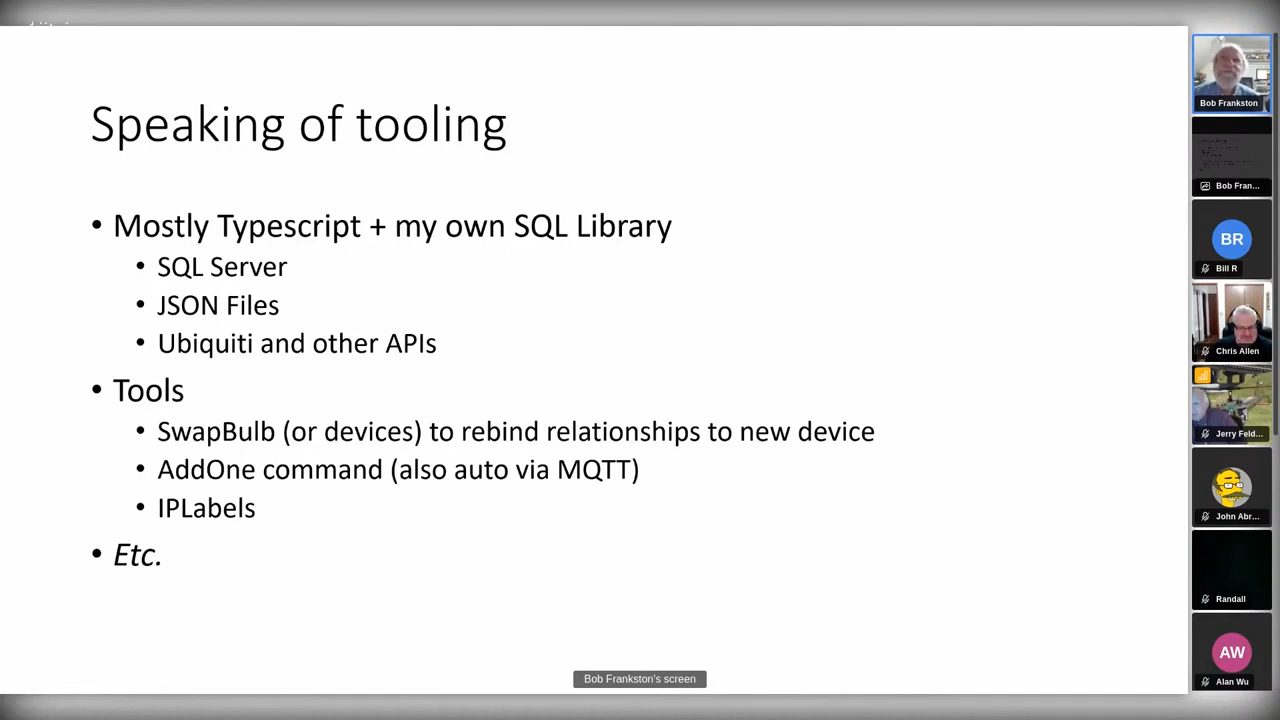 Speaking of tooling
• Mostly Typescript + my own SQL Library
• SQL Server
• JSON Files
• Ubiquiti and other APIs
• Tools
• SwapBulb (or devices) to rebind relationships to new device
• AddOne command (also auto via MQTT)
• IPLabels
• Etc.
Bob Frankston's screen
Bob Frankston
Bob Fran...
BR
Bill R
Chris Allen
Jerry Feld...
John Abr...
Randall
AW
Alan Wu